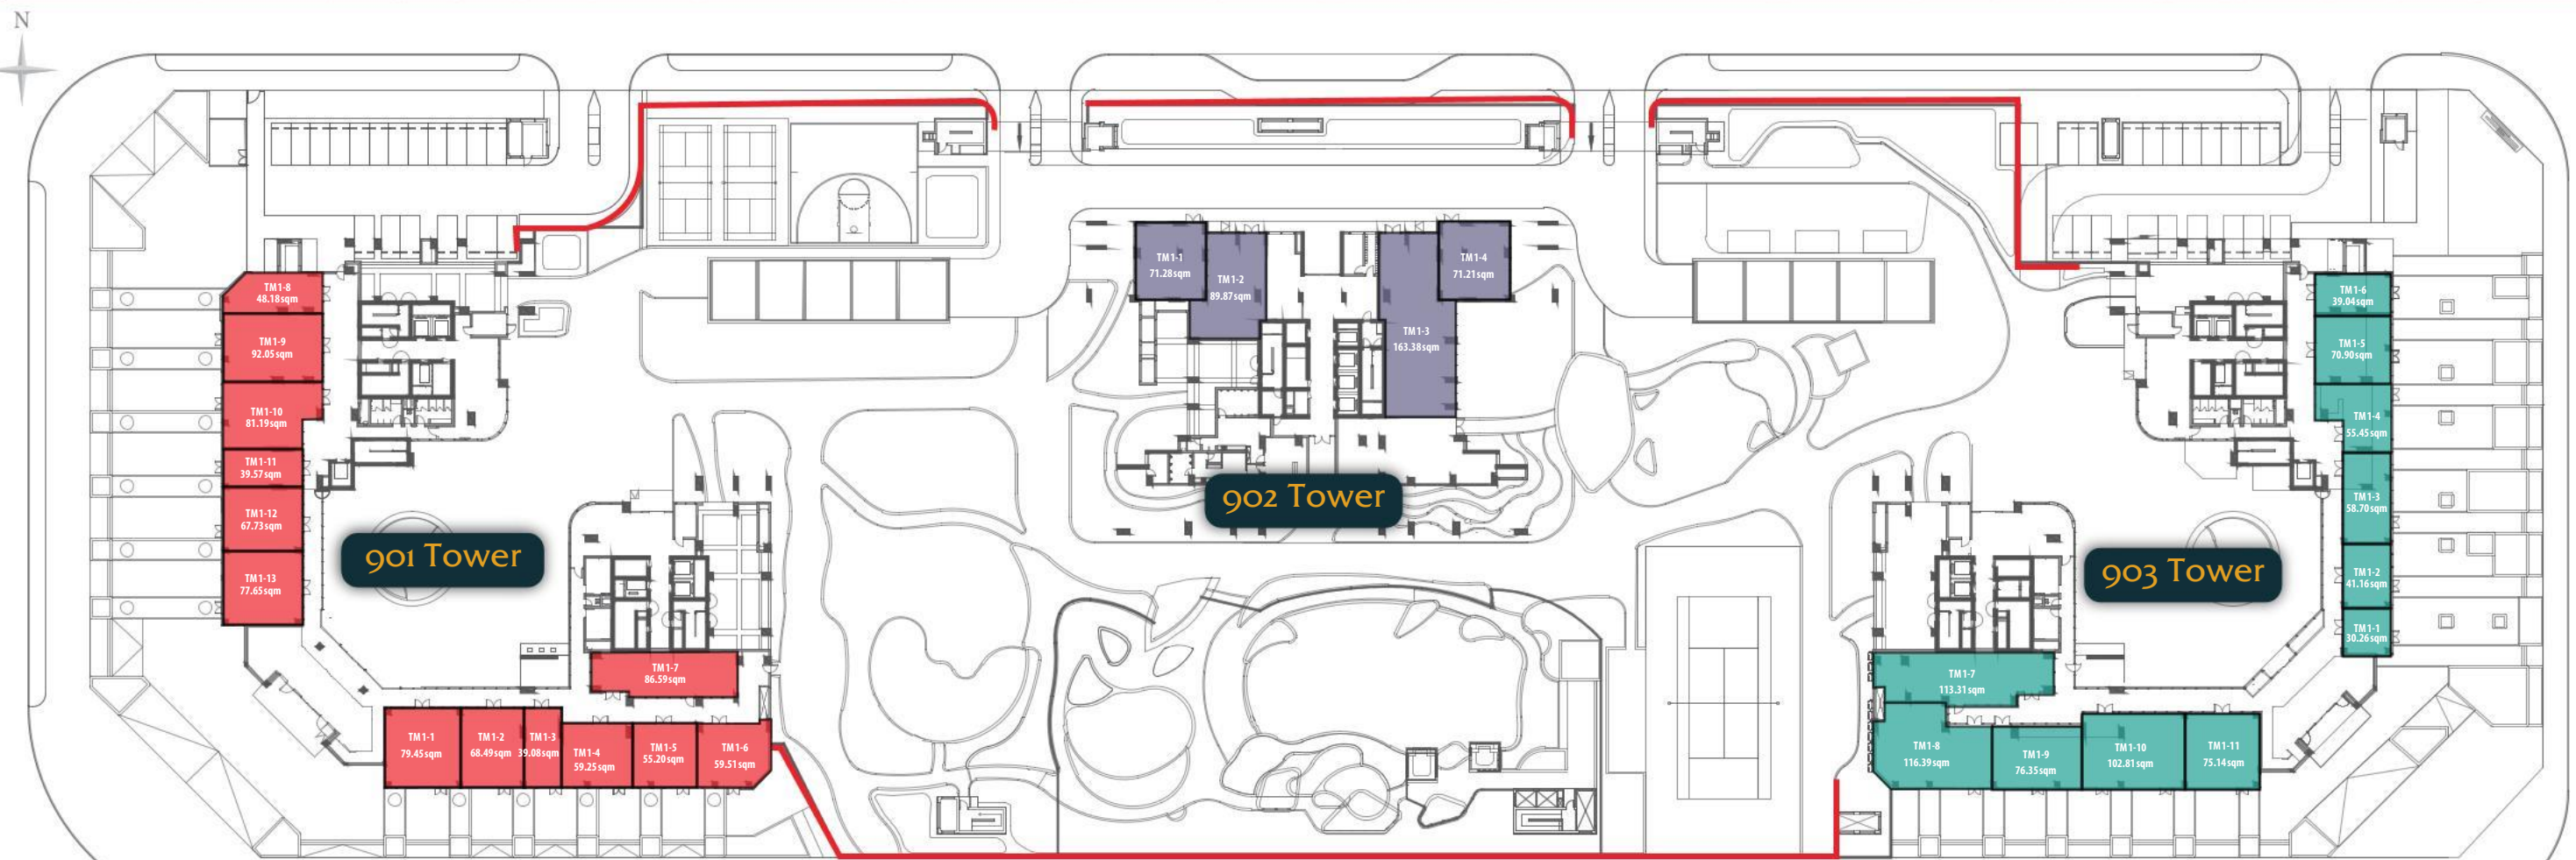 N
TM1-8
48.18sqm
TM1-9
92.05sqm
TM1-10
81.19sqm
TM1-11
39.57sqm
TM1-12
67.73sqm
TM1-13
77.65sqm
901 Tower
TM1-7
86.59sqm
TM1-1
79.45sqm
TM1-2
68.49sqm
TM1-3
39.08sqm
TM1-4
59.25sqm
TM1-5
55.20sqm
TM1-6
59.51sqm
TM1-1
71.28sqm
TM1-2
89.87sqm
TM1-3
163.38sqm
TM1-4
71.21sqm
902 Tower
TM1-6
39.04sqm
TM1-5
70.90sqm
TM1-4
55.45sqm
TM1-3
58.70sqm
TM1-2
41.16sqm
TM1-1
30.26sqm
903 Tower
TM1-7
113.31sqm
TM1-8
116.39sqm
TM1-9
76.35sqm
TM1-10
102.81sqm
TM1-11
75.14sqm